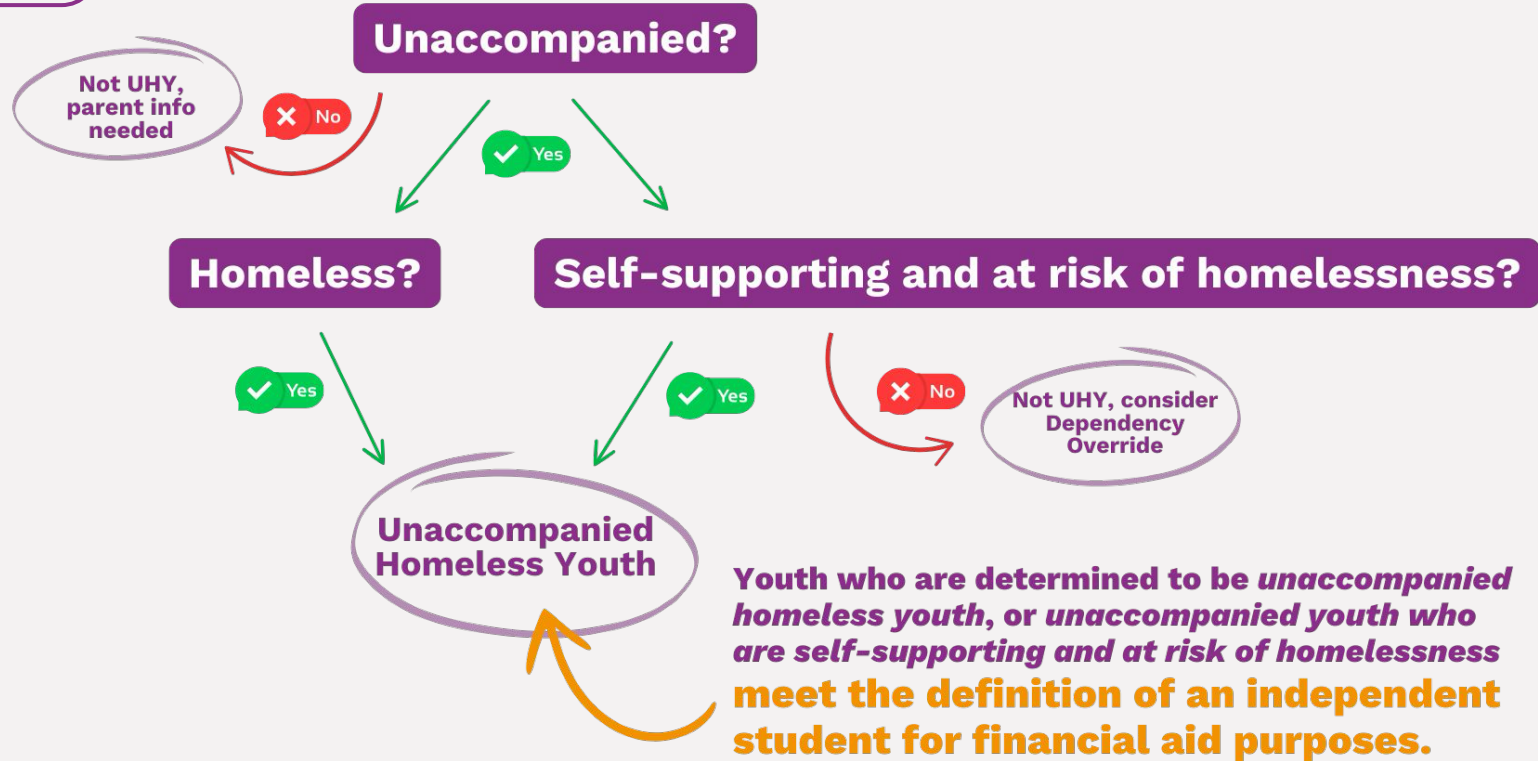 Unaccompanied?
Not UHY,
parent info
needed
No
Yes
Homeless?
Self-supporting and at risk of homelessness?
Yes
Yes
No
Not UHY, consider
Dependency
Override
Unaccompanied
Homeless Youth
Youth who are determined to be unaccompanied
homeless youth, or unaccompanied youth who
are self-supporting and at risk of homelessness
meet the definition of an independent
student for financial aid purposes.